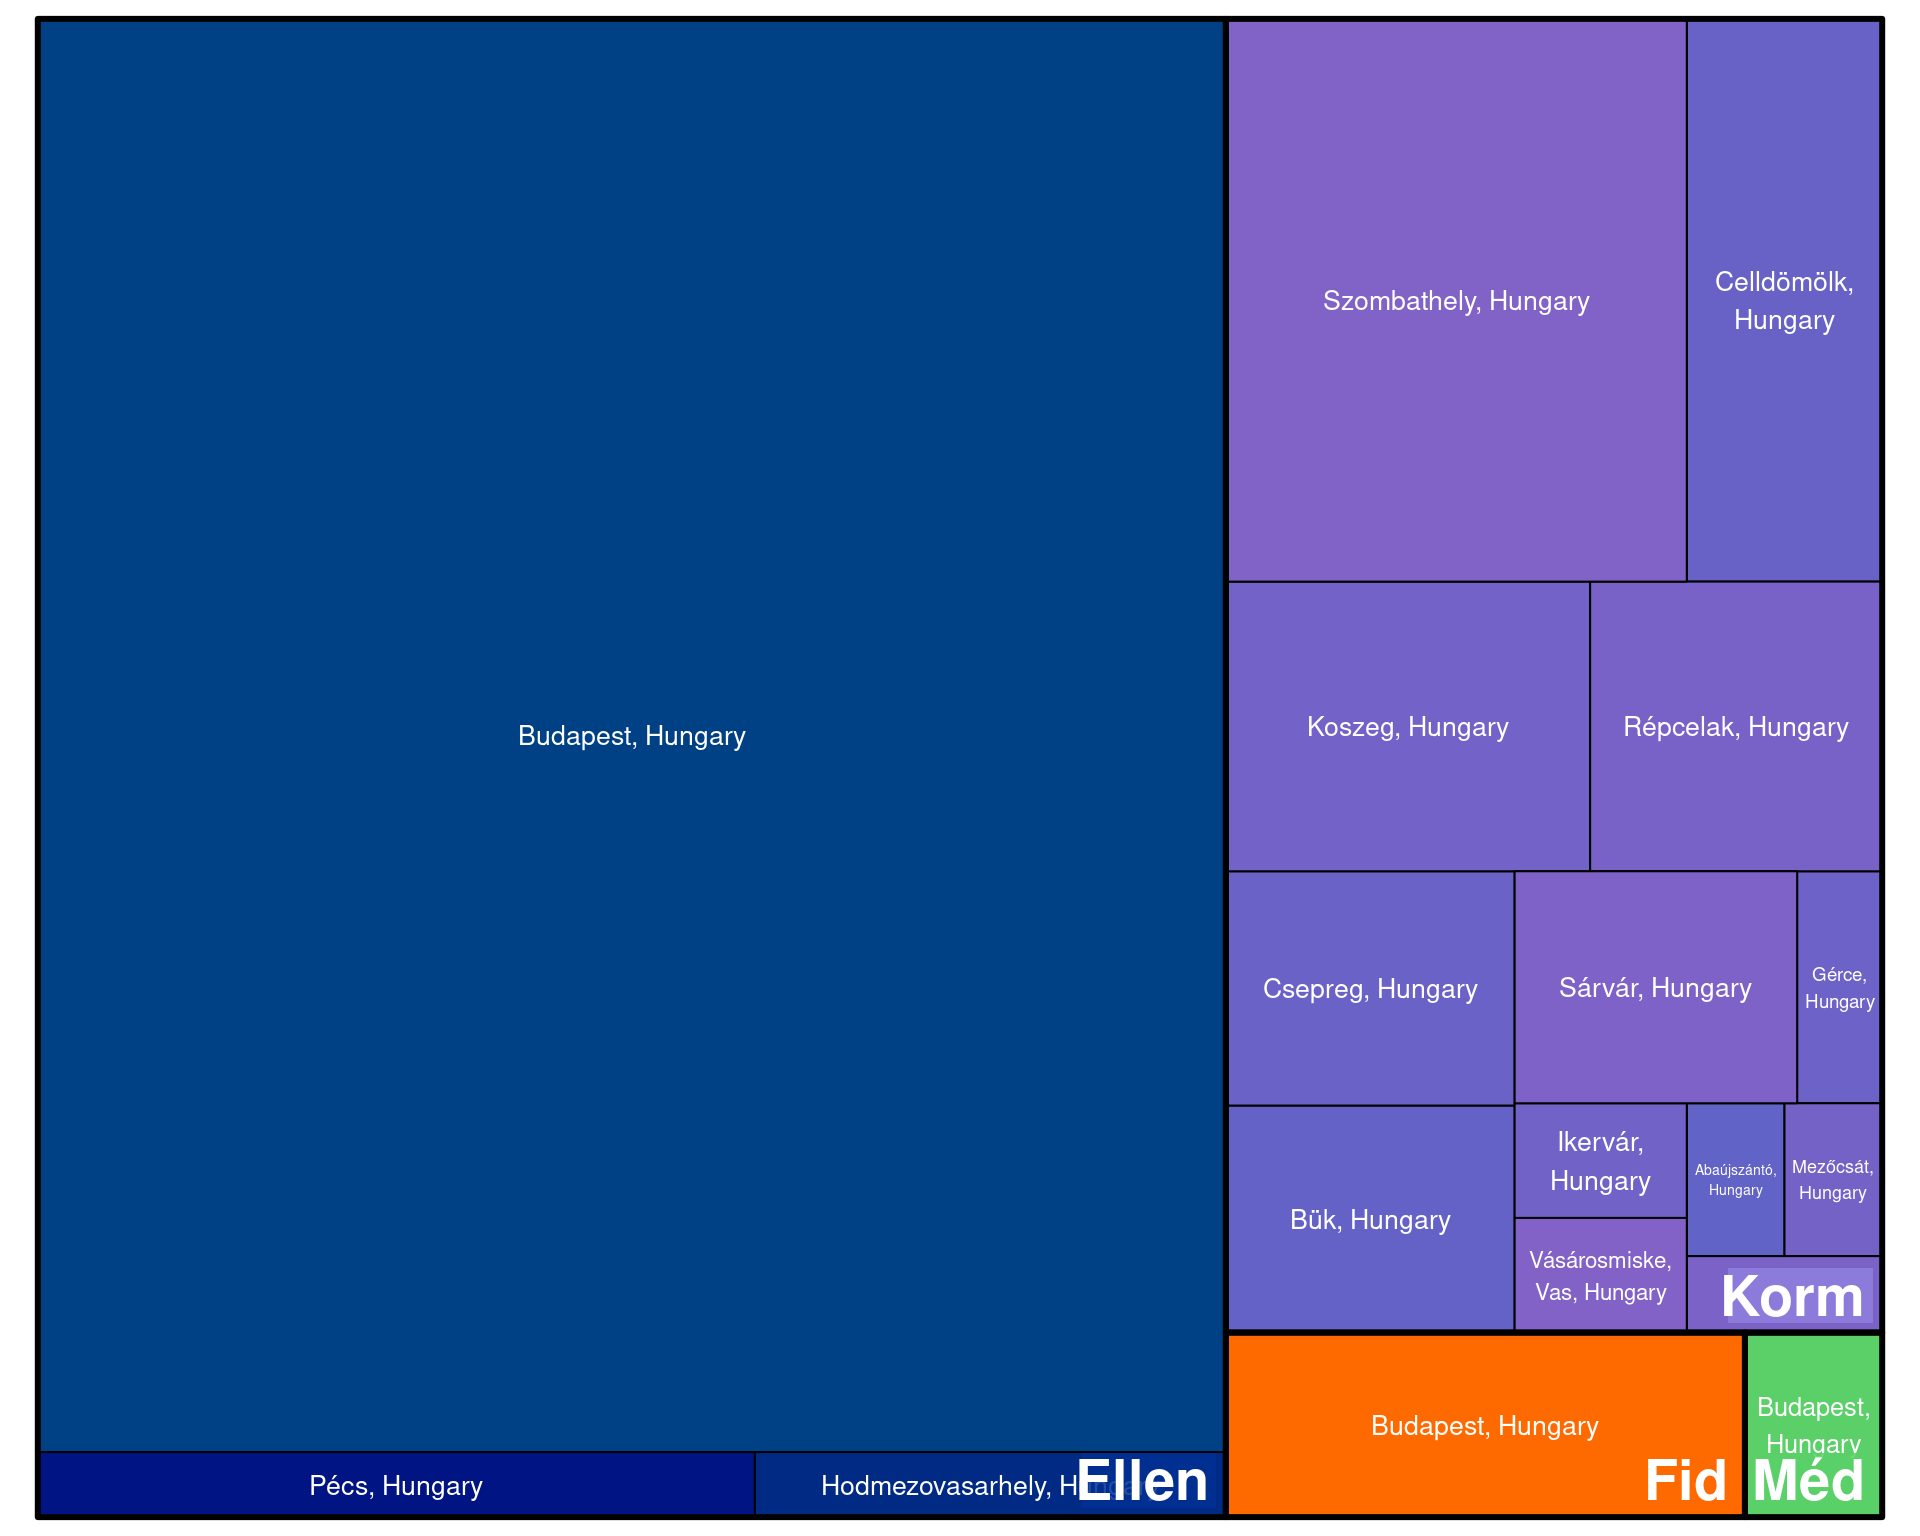 Budapest, Hungary
Pécs, Hungary
Hodmezovasarhely, Hungary
Ellen
Szombathely, Hungary
Celldömölk,
Hungary
Koszeg, Hungary
Répcelak, Hungary
Csepreg, Hungary
Sárvár, Hungary
Gérce,
Hungary
Bük, Hungary
Ikervár,
Hungary
Vásárosmiske,
Vas, Hungary
Abaújszántó,
Hungary
Mezőcsát,
Hungary
Korm
Budapest, Hungary
Fid
Budapest,
Hungary
Méd